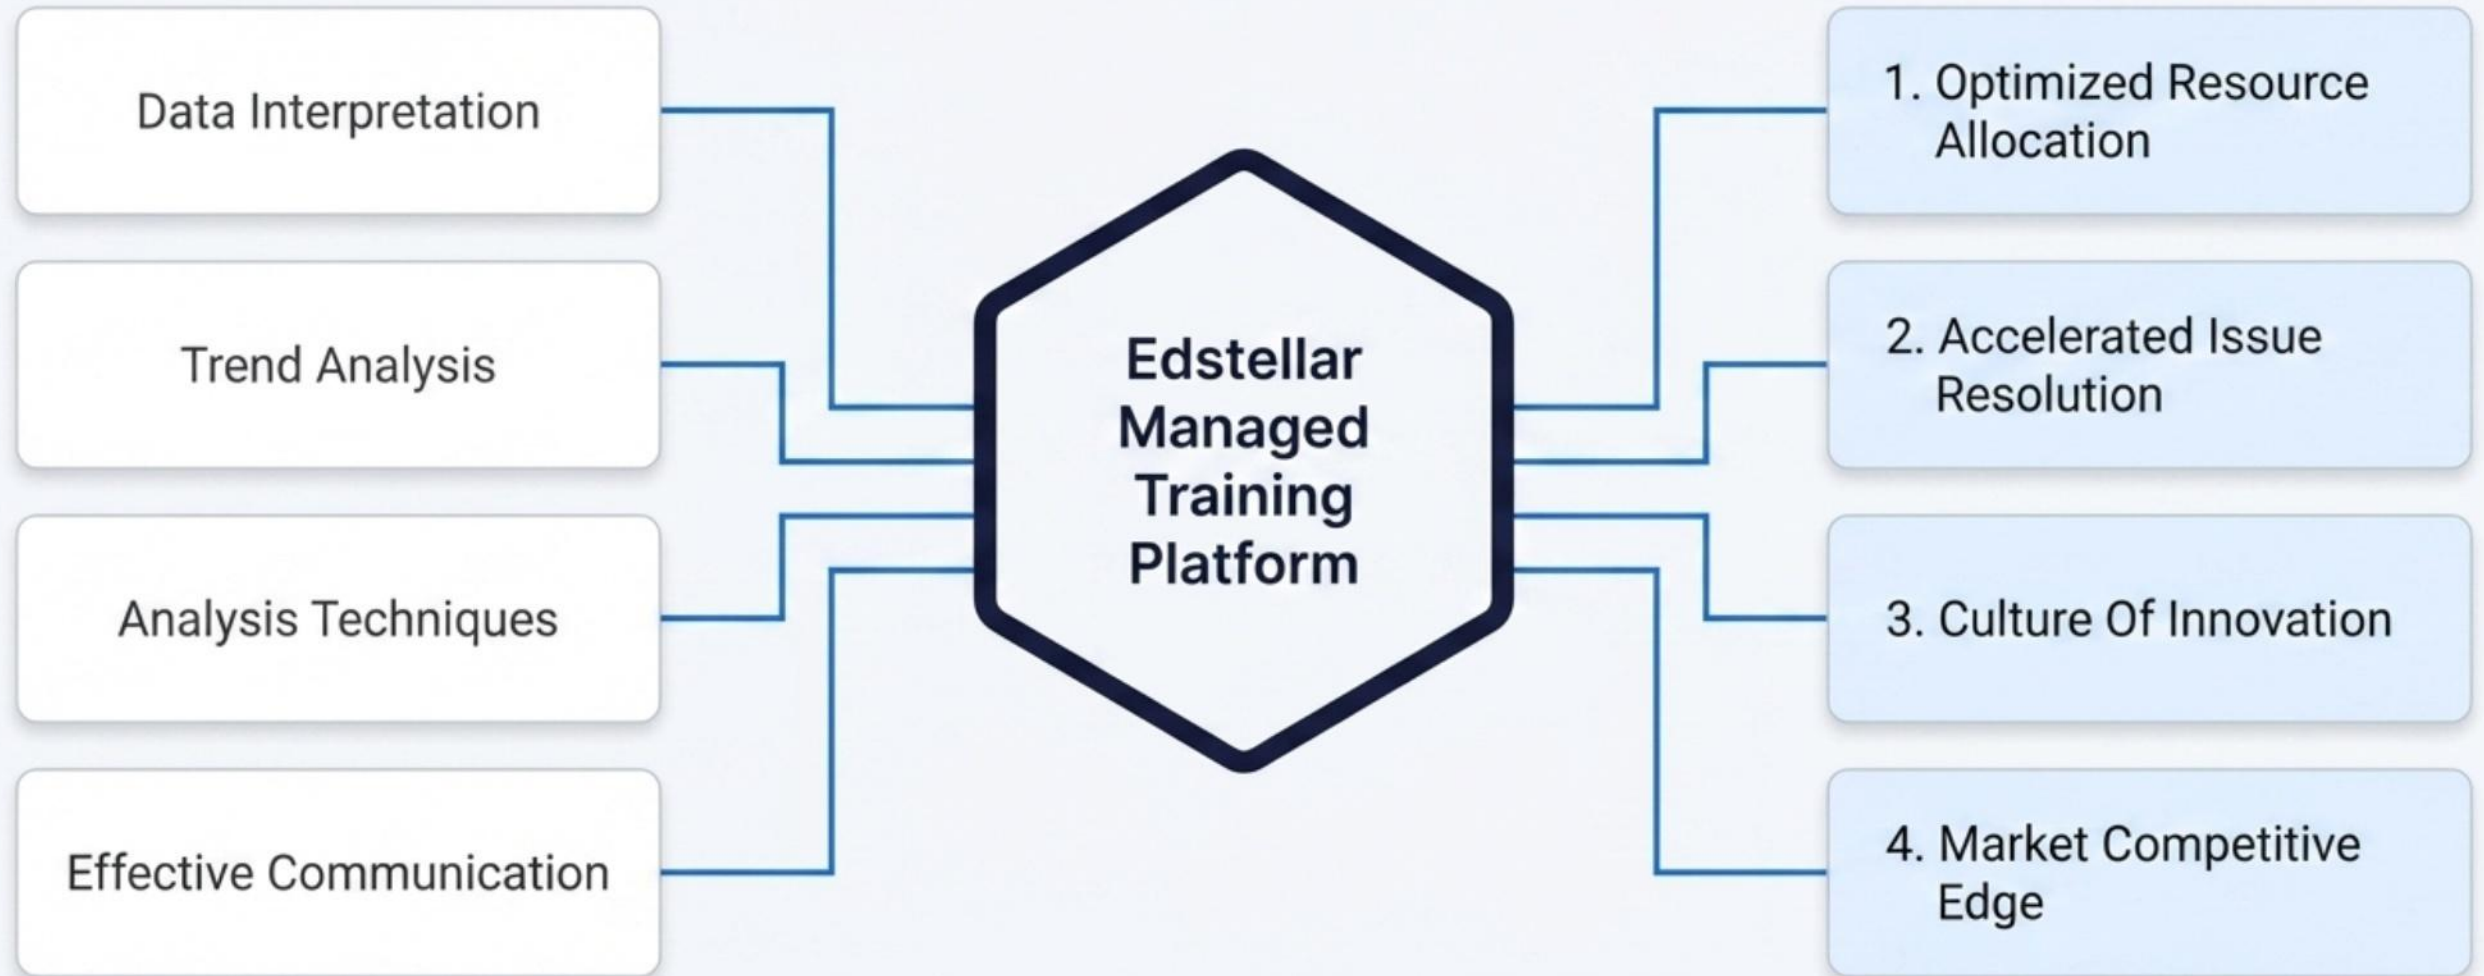 Data Interpretation
Trend Analysis
Analysis Techniques
Effective Communication
Edstellar
Managed
Training
Platform
1. Optimized Resource
Allocation
2. Accelerated Issue
Resolution
3. Culture Of Innovation
4. Market Competitive
Edge